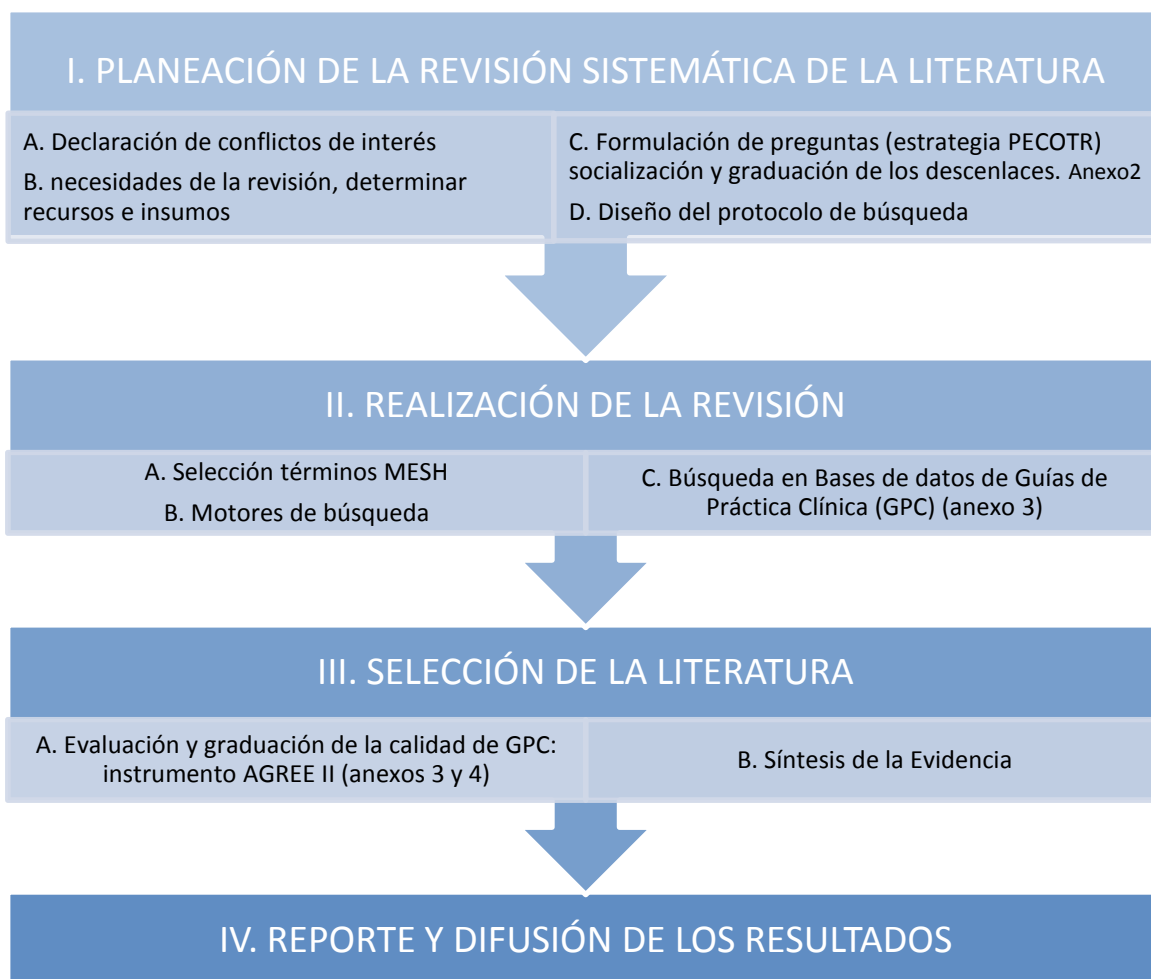 I. PLANEACIÓN DE LA REVISIÓN SISTEMÁTICA DE LA LITERATURA
A. Declaración de conflictos de interés
B. necesidades de la revisión, determinar
recursos e insumos
C. Formulación de preguntas (estrategia PECOTR)
socialización y graduación de los descenlaces. Anexo2
D. Diseño del protocolo de búsqueda
II. REALIZACIÓN DE LA REVISIÓN
A. Selección términos MESH
B. Motores de búsqueda
C. Búsqueda en Bases de datos de Guías de
Práctica Clínica (GPC) (anexo 3)
III. SELECCIÓN DE LA LITERATURA
A. Evaluación y graduación de la calidad de GPC:
instrumento AGREE II (anexos 3 y 4)
B. Síntesis de la Evidencia
IV. REPORTE Y DIFUSIÓN DE LOS RESULTADOS